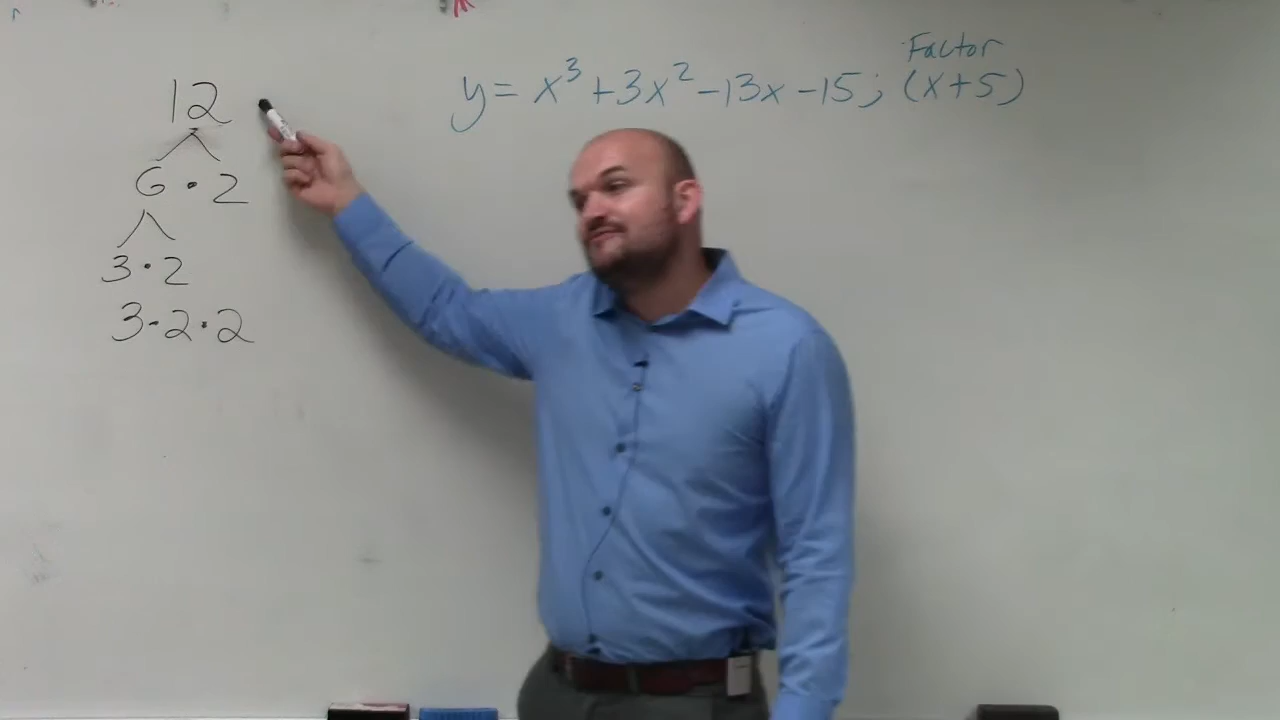 12
6 · 2
3 · 2
3 · 2 · 2
Factor
y = x³ + 3x² - 13x - 15; (x+5)